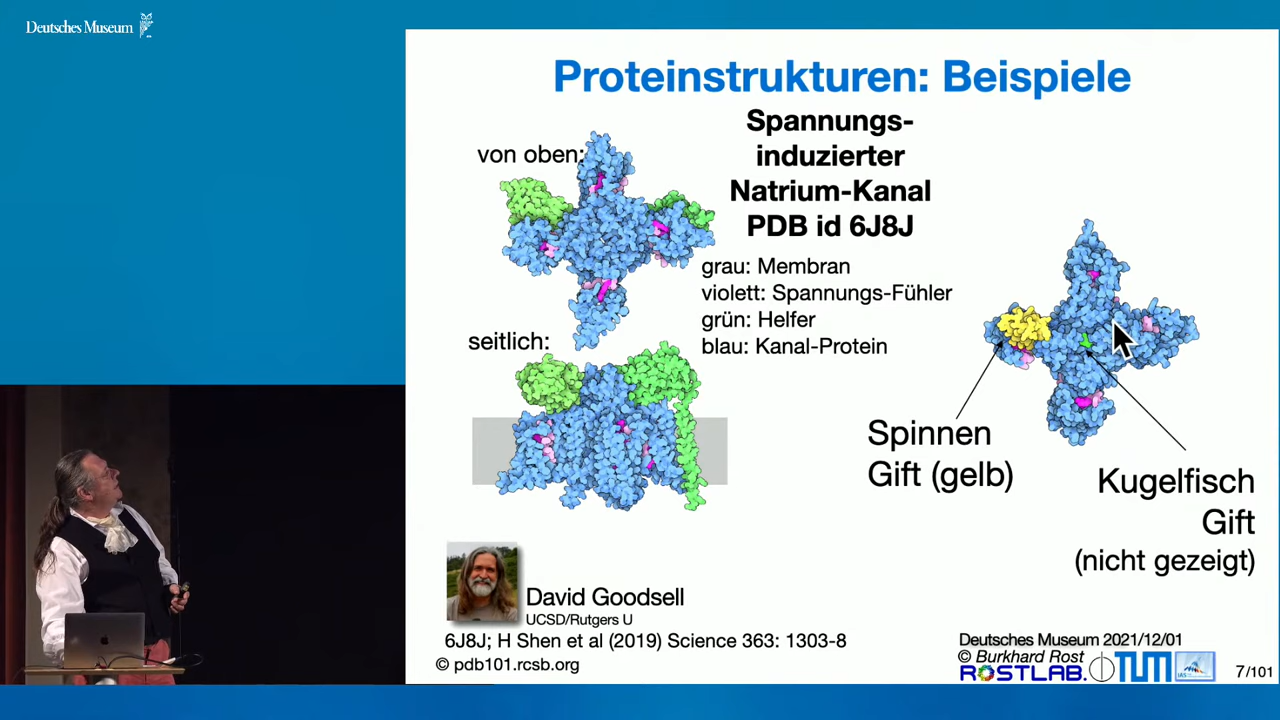 Deutsches Museum
Proteinstrukturen: Beispiele
Spannungs-
induzierter
Natrium-Kanal
PDB id 6J8J
von oben:
grau: Membran
violett: Spannungs-Fühler
grün: Helfer
blau: Kanal-Protein
seitlich:
Spinnen
Gift (gelb)
Kugelfisch
Gift
(nicht gezeigt)
David Goodsell
UCSD/Rutgers U
6J8J; H Shen et al (2019) Science 363: 1303-8
© pdb101.rcsb.org
Deutsches Museum 2021/12/01
© Burkhard Rost
ROSTLAB.
TUM
IAS
7/101